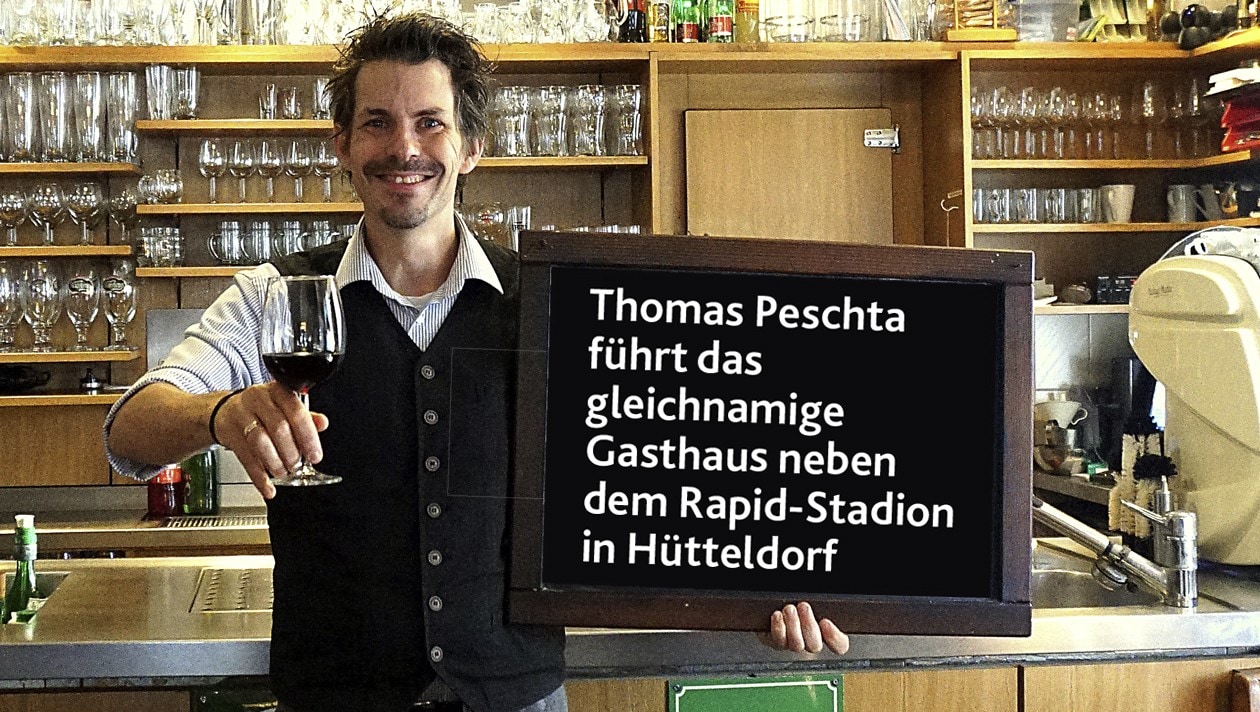 Thomas Peschta
führt das
gleichnamige
Gasthaus neben
dem Rapid-Stadion
in Hütteldorf